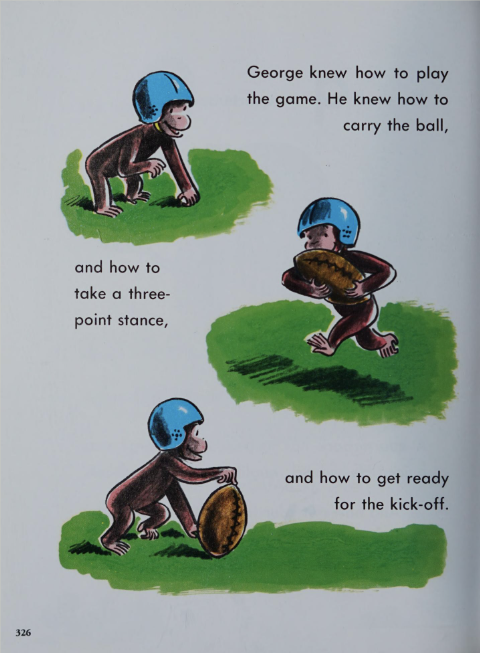 George knew how to play
the game. He knew how to
carry the ball,
and how to
take a three-
point stance,
and how to get ready
for the kick-off.
326